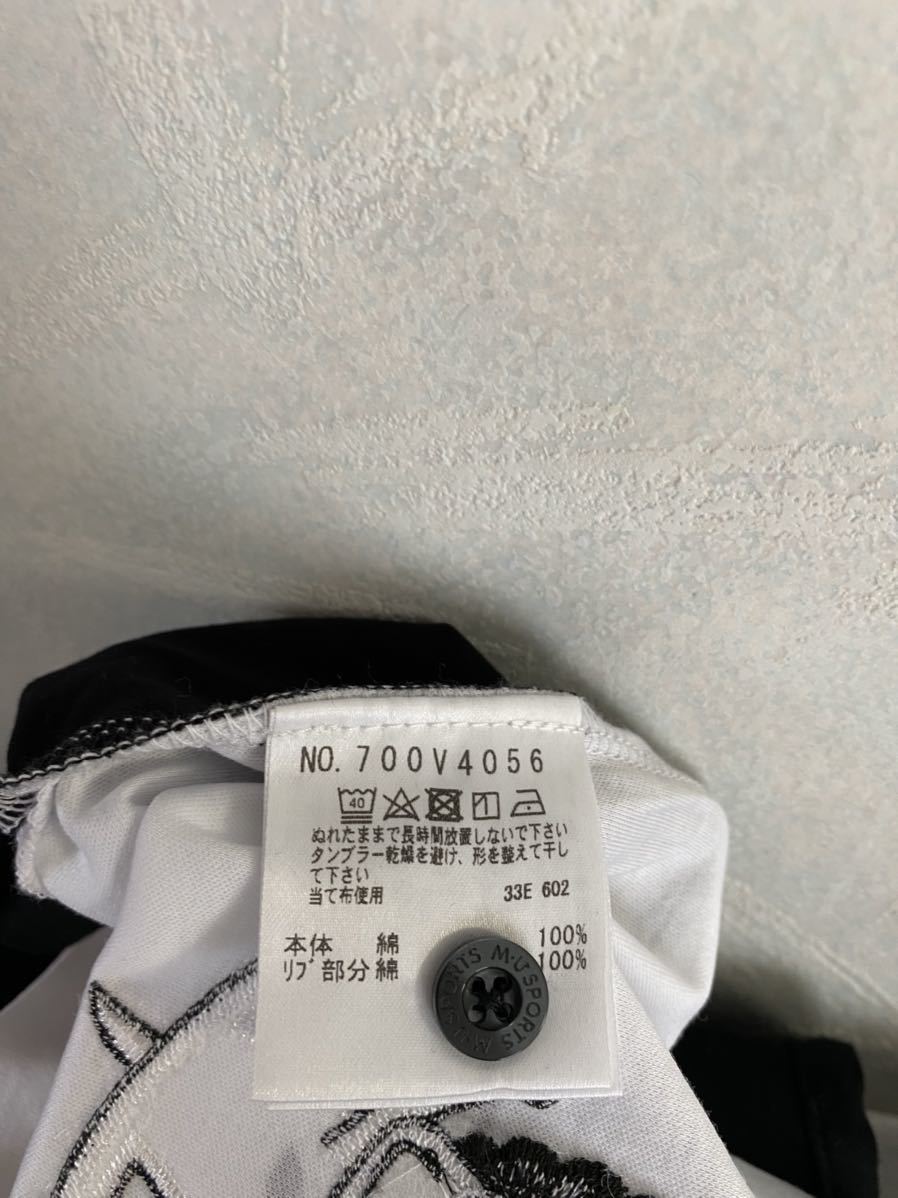 NO. 700V4056
40
ぬれたままで長時間放置しないで下さい
タンブラー乾燥を避け、形を整えて干し
て下さい
当て布使用 33E 602
本体 綿 100%
ﾘﾌﾞ部分 綿 100%
M・U SPORTS M・U SPORTS